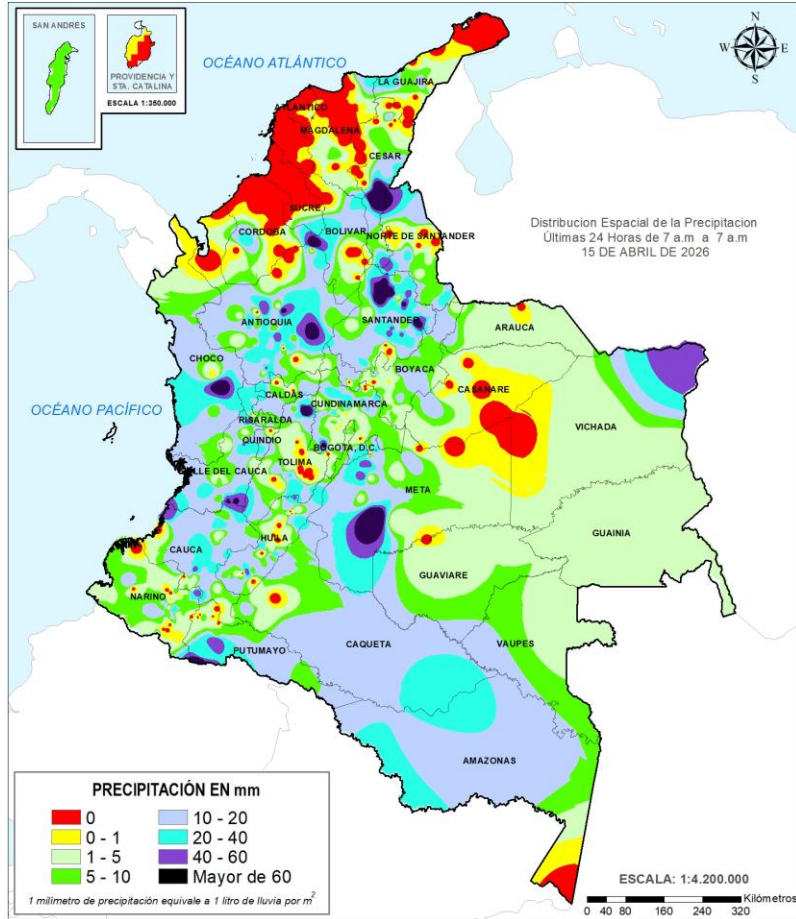 SAN ANDRÉS
PROVIDENCIA Y
STA. CATALINA
ESCALA 1:350.000
OCÉANO ATLÁNTICO
N
W
E
S
LA GUAJIRA
ATLANTICO
MAGDALENA
CESAR
SUCRE
CORDOBA
BOLIVAR
NORTE DE SANTANDER
Distribucion Espacial de la Precipitacion
Últimas 24 Horas de 7 a.m a 7 a.m
15 DE ABRIL DE 2026
ANTIOQUIA
SANTANDER
ARAUCA
CHOCO
BOYACA
CASANARE
OCÉANO PACÍFICO
CALDAS
CUNDINAMARCA
RISARALDA
VICHADA
QUINDIO
BOGOTA, D.C.
TOLIMA
VALLE DEL CAUCA
META
GUAINIA
HUILA
CAUCA
GUAVIARE
NARIÑO
CAQUETA
VAUPES
PUTUMAYO
AMAZONAS
PRECIPITACIÓN EN mm
0
10 - 20
0 - 1
20 - 40
1 - 5
40 - 60
5 - 10
Mayor de 60
1 milímetro de precipitación equivale a 1 litro de lluvia por m2
ESCALA: 1:4.200.000
Kilómetros
0 40 80 160 240 320